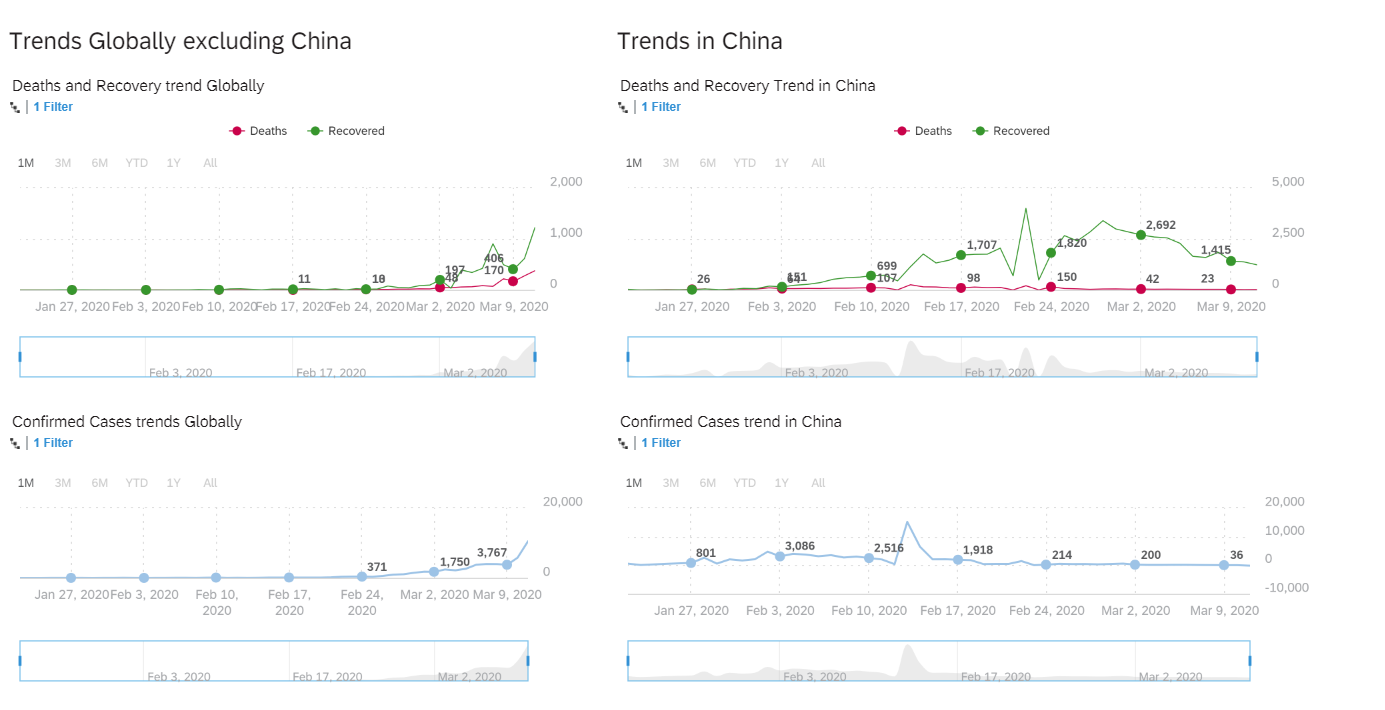 Trends Globally excluding China
Deaths and Recovery trend Globally
1 Filter
Deaths Recovered
1M 3M 6M YTD 1Y All
2,000
1,000
0
11
197
48
406
170
Jan 27, 2020 Feb 3, 2020 Feb 10, 2020 Feb 17, 2020 Feb 24, 2020 Mar 2, 2020 Mar 9, 2020
Feb 3, 2020 Feb 17, 2020 Mar 2, 2020
Confirmed Cases trends Globally
1 Filter
1M 3M 6M YTD 1Y All
20,000
0
371 1,750 3,767
Jan 27, 2020 Feb 3, 2020 Feb 10, 2020 Feb 17, 2020 Feb 24, 2020 Mar 2, 2020 Mar 9, 2020
Feb 3, 2020 Feb 17, 2020 Mar 2, 2020
Trends in China
Deaths and Recovery Trend in China
1 Filter
Deaths Recovered
1M 3M 6M YTD 1Y All
5,000
2,500
0
699 1,707 1,820 2,692 1,415
26 151 107 98 150 42 23
Jan 27, 2020 Feb 3, 2020 Feb 10, 2020 Feb 17, 2020 Feb 24, 2020 Mar 2, 2020 Mar 9, 2020
Feb 3, 2020 Feb 17, 2020 Mar 2, 2020
Confirmed Cases trend in China
1 Filter
1M 3M 6M YTD 1Y All
20,000
10,000
0
-10,000
801 3,086 2,516 1,918 214 200 36
Jan 27, 2020 Feb 3, 2020 Feb 10, 2020 Feb 17, 2020 Feb 24, 2020 Mar 2, 2020 Mar 9, 2020
Feb 3, 2020 Feb 17, 2020 Mar 2, 2020